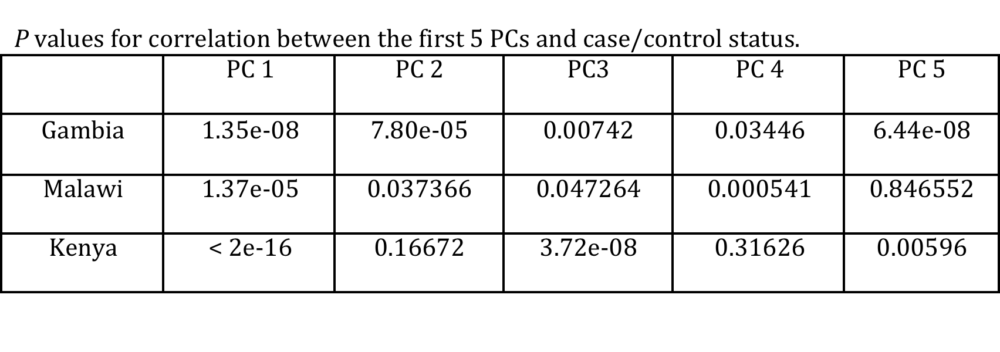 P values for correlation between the first 5 PCs and case/control status.
PC 1 PC 2 PC3 PC 4 PC 5
Gambia 1.35e-08 7.80e-05 0.00742 0.03446 6.44e-08
Malawi 1.37e-05 0.037366 0.047264 0.000541 0.846552
Kenya < 2e-16 0.16672 3.72e-08 0.31626 0.00596